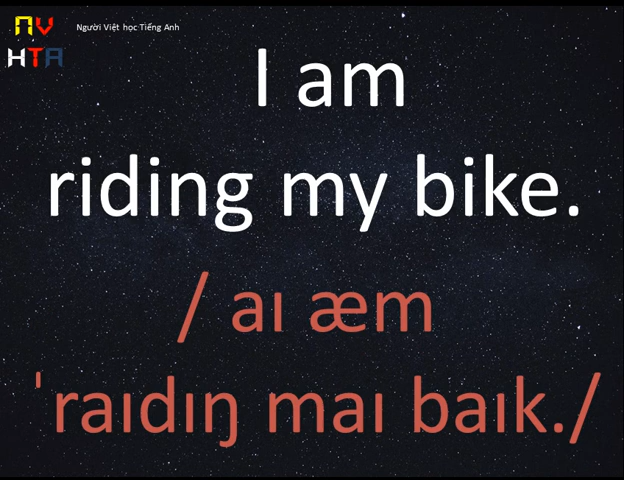 NV Người Việt học Tiếng Anh
HTA
I am
riding my bike.
/ aɪ æm
ˈraɪdɪŋ maɪ baɪk./